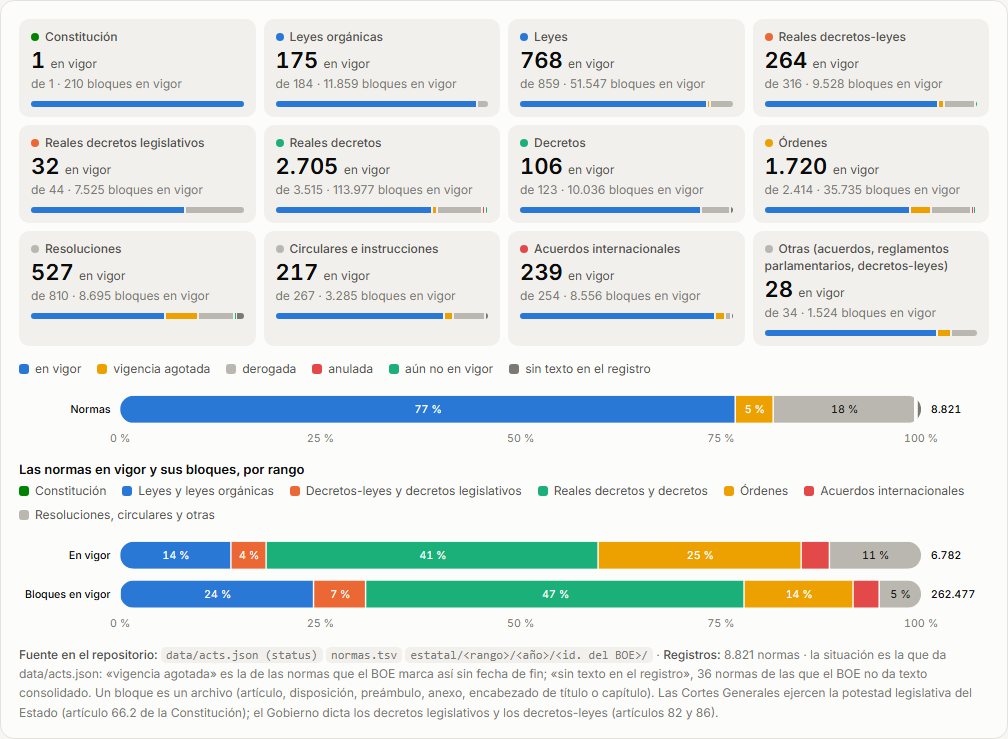 Constitución
1 en vigor
de 1 · 210 bloques en vigor
Leyes orgánicas
175 en vigor
de 184 · 11.859 bloques en vigor
Leyes
768 en vigor
de 859 · 51.547 bloques en vigor
Reales decretos-leyes
264 en vigor
de 316 · 9.528 bloques en vigor
Reales decretos legislativos
32 en vigor
de 44 · 7.525 bloques en vigor
Reales decretos
2.705 en vigor
de 3.515 · 113.977 bloques en vigor
Decretos
106 en vigor
de 123 · 10.036 bloques en vigor
Órdenes
1.720 en vigor
de 2.414 · 35.735 bloques en vigor
Resoluciones
527 en vigor
de 810 · 8.695 bloques en vigor
Circulares e instrucciones
217 en vigor
de 267 · 3.285 bloques en vigor
Acuerdos internacionales
239 en vigor
de 254 · 8.556 bloques en vigor
Otras (acuerdos, reglamentos
parlamentarios, decretos-leyes)
28 en vigor
de 34 · 1.524 bloques en vigor
en vigor vigencia agotada derogada anulada aún no en vigor sin texto en el registro
Normas 77 % 5 % 18 % 8.821
0 % 25 % 50 % 75 % 100 %
Las normas en vigor y sus bloques, por rango
Constitución Leyes y leyes orgánicas Decretos-leyes y decretos legislativos Reales decretos y decretos Órdenes Acuerdos internacionales
Resoluciones, circulares y otras
En vigor 14 % 4 % 41 % 25 % 11 % 6.782
Bloques en vigor 24 % 7 % 47 % 14 % 5 % 262.477
0 % 25 % 50 % 75 % 100 %
Fuente en el repositorio: data/acts.json (status) normas.tsv estatal/<rango>/<año>/<id. del BOE>/ · Registros: 8.821 normas · la situación es la que da
data/acts.json: «vigencia agotada» es la de las normas que el BOE marca así sin fecha de fin; «sin texto en el registro», 36 normas de las que el BOE no da texto
consolidado. Un bloque es un archivo (artículo, disposición, preámbulo, anexo, encabezado de título o capítulo). Las Cortes Generales ejercen la potestad legislativa del
Estado (artículo 66.2 de la Constitución); el Gobierno dicta los decretos legislativos y los decretos-leyes (artículos 82 y 86).